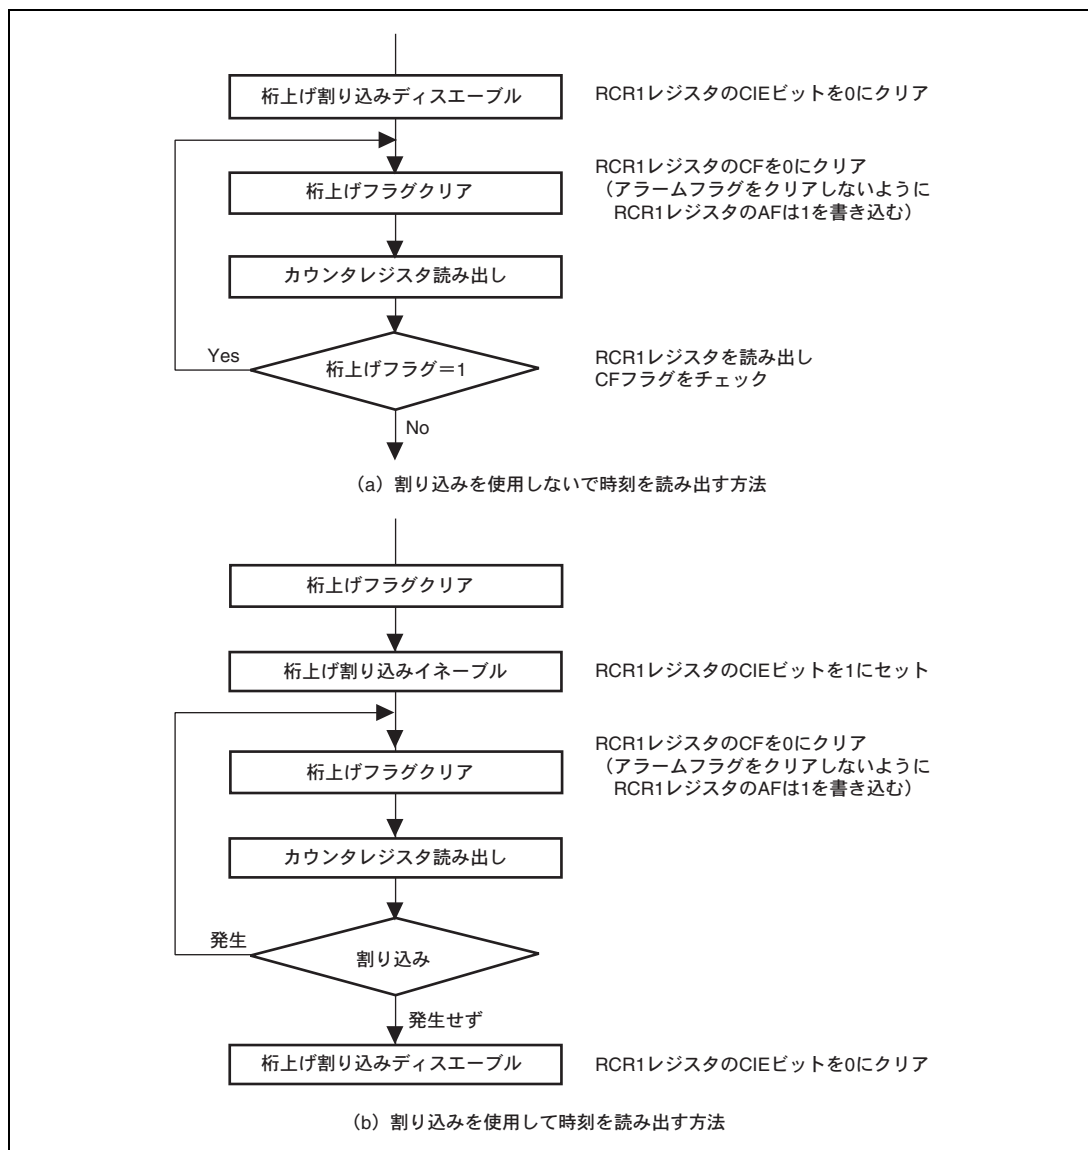 桁上げ割り込みディスエーブル
RCR1レジスタのCIEビットを0にクリア
桁上げフラグクリア
RCR1レジスタのCFを0にクリア
(アラームフラグをクリアしないように
RCR1レジスタのAFは1を書き込む)
カウンタレジスタ読み出し
Yes
桁上げフラグ=1
RCR1レジスタを読み出し
CFフラグをチェック
No
(a) 割り込みを使用しないで時刻を読み出す方法
桁上げフラグクリア
桁上げ割り込みイネーブル
RCR1レジスタのCIEビットを1にセット
桁上げフラグクリア
RCR1レジスタのCFを0にクリア
(アラームフラグをクリアしないように
RCR1レジスタのAFは1を書き込む)
カウンタレジスタ読み出し
発生
割り込み
発生せず
桁上げ割り込みディスエーブル
RCR1レジスタのCIEビットを0にクリア
(b) 割り込みを使用して時刻を読み出す方法